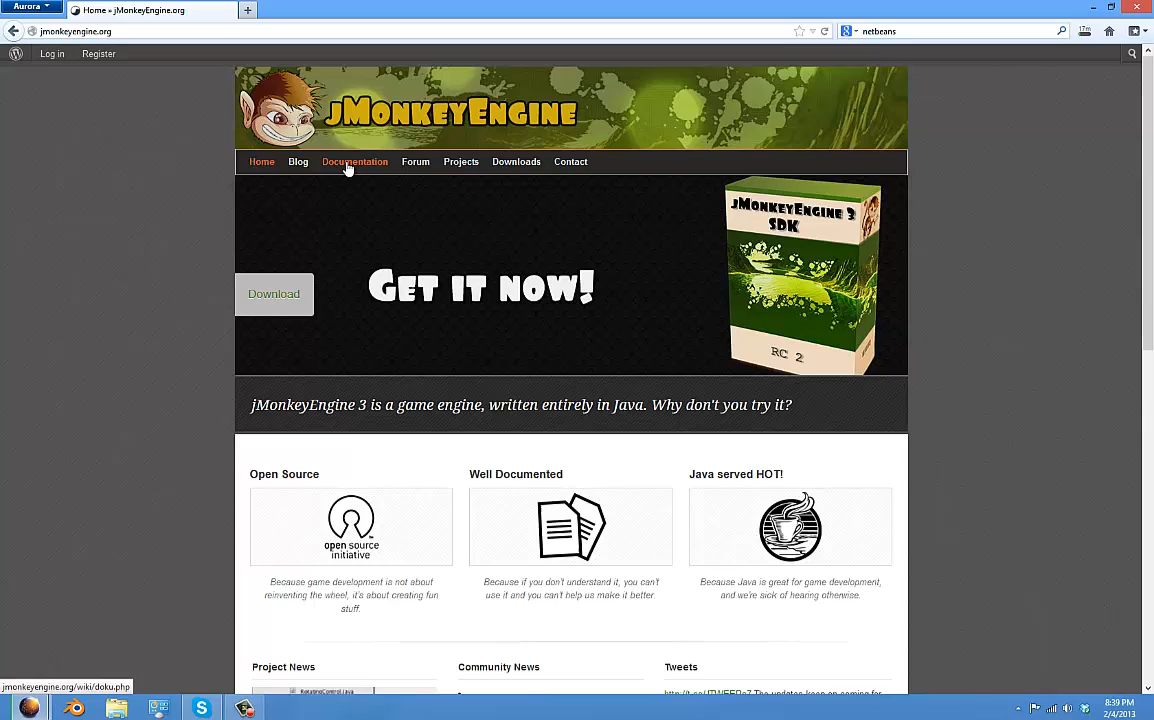 Aurora
Home » jMonkeyEngine.org
jmonkeyengine.org
netbeans
17m
Log in
Register
jMonkeyEngine
Home
Blog
Documentation
Forum
Projects
Downloads
Contact
jMonkeyEngine 3
SDK
Download
Get it now!
RC 2
jMonkeyEngine 3 is a game engine, written entirely in Java. Why don't you try it?
Open Source
Well Documented
Java served HOT!
open source
initiative
Because game development is not about
reinventing the wheel, it's about creating fun
stuff.
Because if you don't understand it, you can't
use it and you can't help us make it better.
Because Java is great for game development,
and we're sick of hearing otherwise.
Project News
Community News
Tweets
RotatingControl.java
jmonkeyengine.org/wiki/doku.php
8:39 PM
2/4/2013